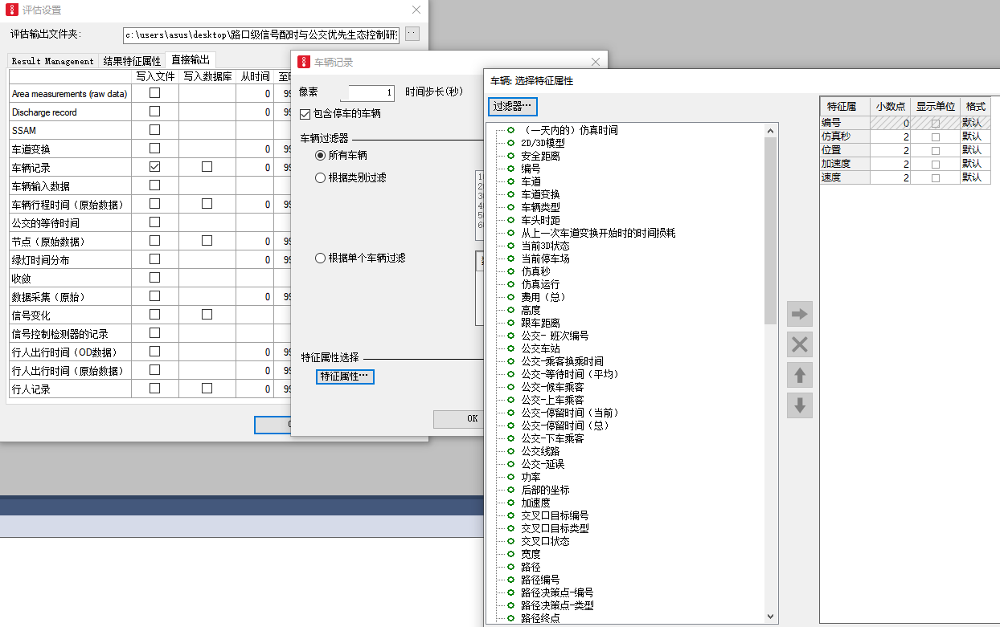 评估设置
评估输出文件夹:
c:\users\asus\desktop\路口级信号配时与公交优先生态控制研
Result Management 结果特征属性 直接输出
写入文件 写入数据库 从时间 至时
Area measurements (raw data) 0 99
Discharge record 0 99
SSAM
车道变换 0 99
车辆记录 0 99
车辆输入数据
车辆行程时间（原始数据） 0 99
公交的等待时间
节点（原始数据） 0 99
绿灯时间分布 0 99
收敛
数据采集（原始） 0 99
信号变化
信号控制检测器的记录
行人出行时间（OD数据） 0 99
行人出行时间（原始数据） 0 99
行人记录 0 99
车辆记录
像素 1 时间步长(秒)
包含停车的车辆
车辆过滤器
所有车辆
根据类别过滤
1
2
3
4
5
6
根据单个车辆过滤
特征属性选择
特征属性…
OK
车辆: 选择特征属性
过滤器…
（一天内的）仿真时间
2D/3D模型
安全距离
编号
车道
车道变换
车辆类型
车头时距
从上一次车道变换开始时的时间损耗
当前3D状态
当前停车场
仿真秒
仿真运行
费用（总）
高度
跟车距离
公交- 班次编号
公交车站
公交-乘客换乘时间
公交-等待时间（平均）
公交-候车乘客
公交-上车乘客
公交-停留时间（当前）
公交-停留时间（总）
公交-下车乘客
公交线路
公交-延误
功率
后部的坐标
加速度
交叉口目标编号
交叉口目标类型
交叉口状态
宽度
路径
路径编号
路径决策点-编号
路径决策点-类型
路径终点
特征属 小数点 显示单位 格式
编号 0 默认
仿真秒 2 默认
位置 2 默认
加速度 2 默认
速度 2 默认